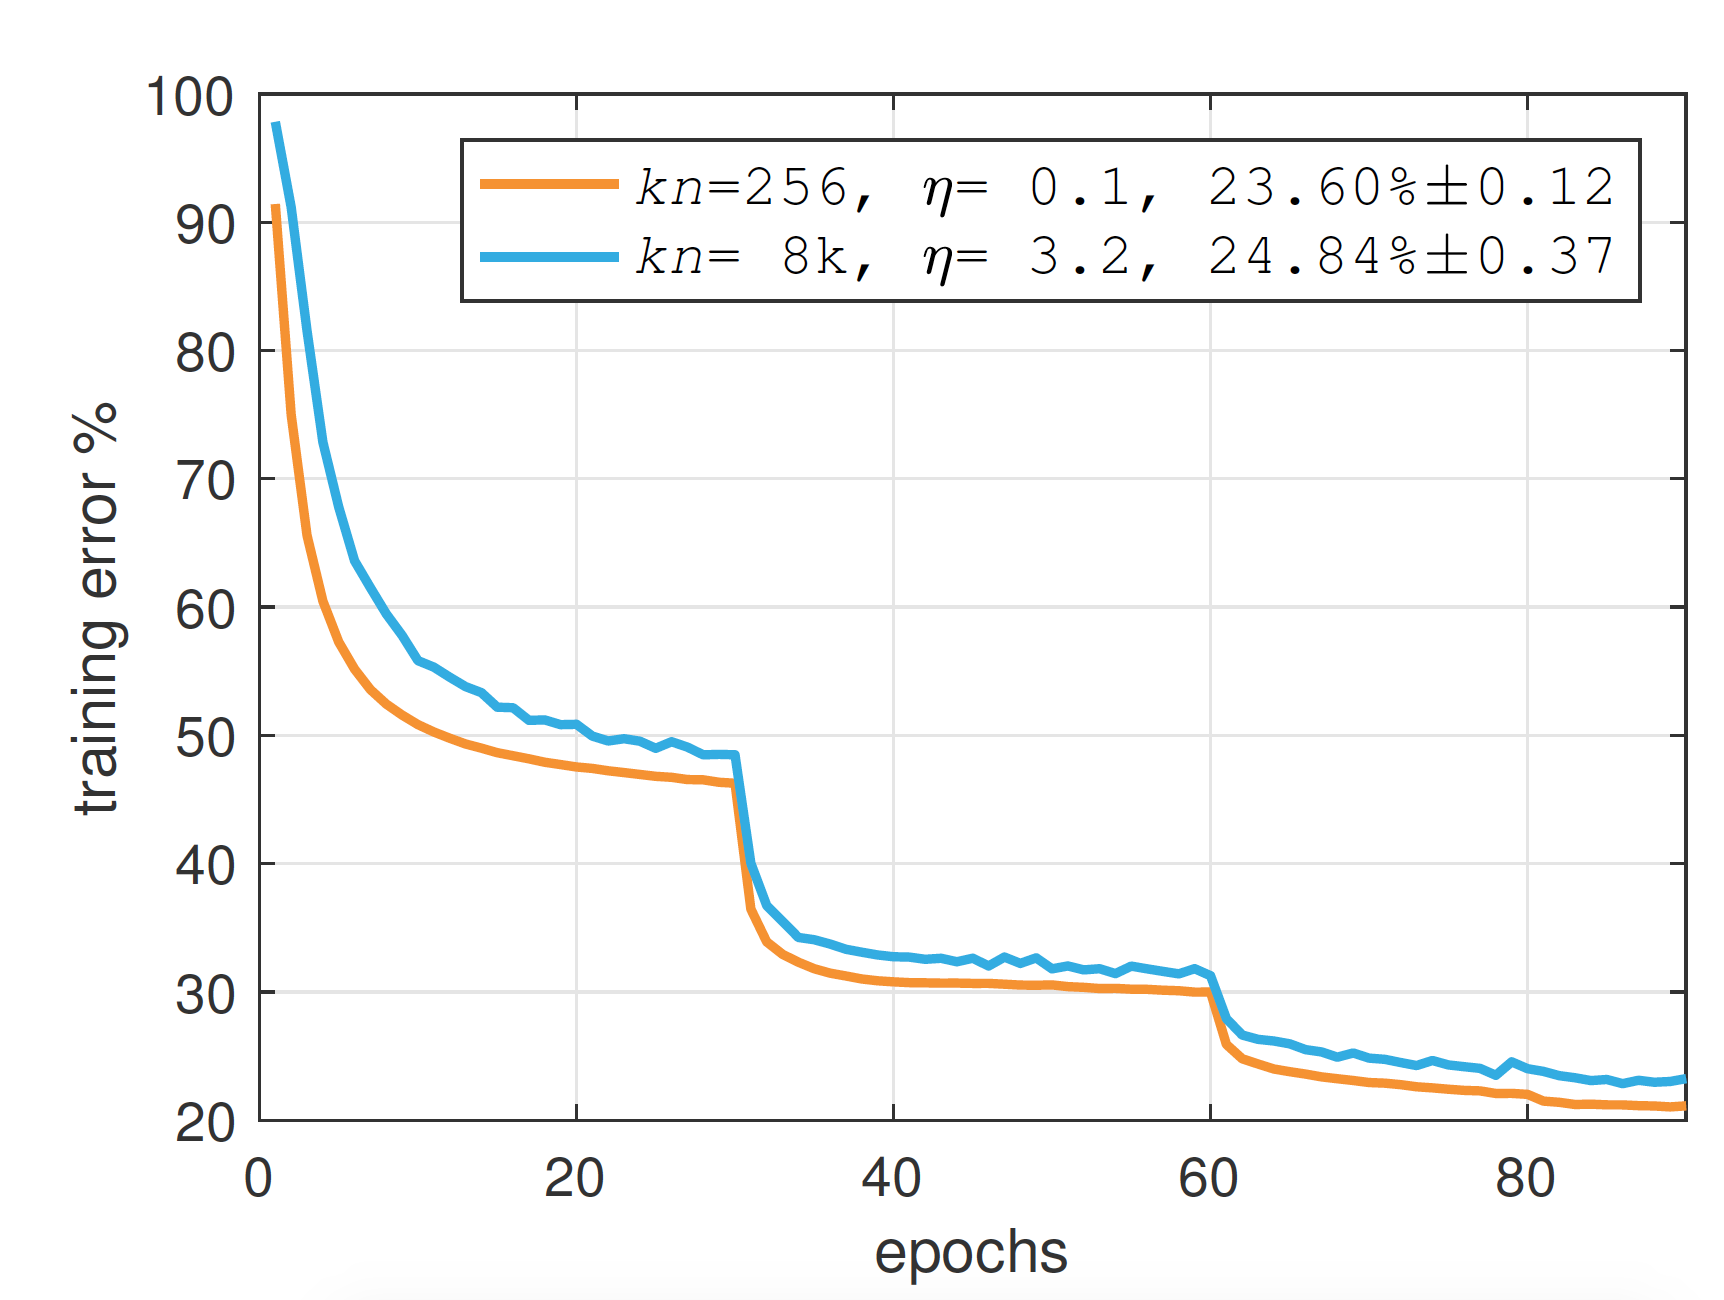 100
90
80
70
60
50
40
30
20
0 20 40 60 80
training error %
epochs
kn=256, η= 0.1, 23.60%±0.12
kn= 8k, η= 3.2, 24.84%±0.37